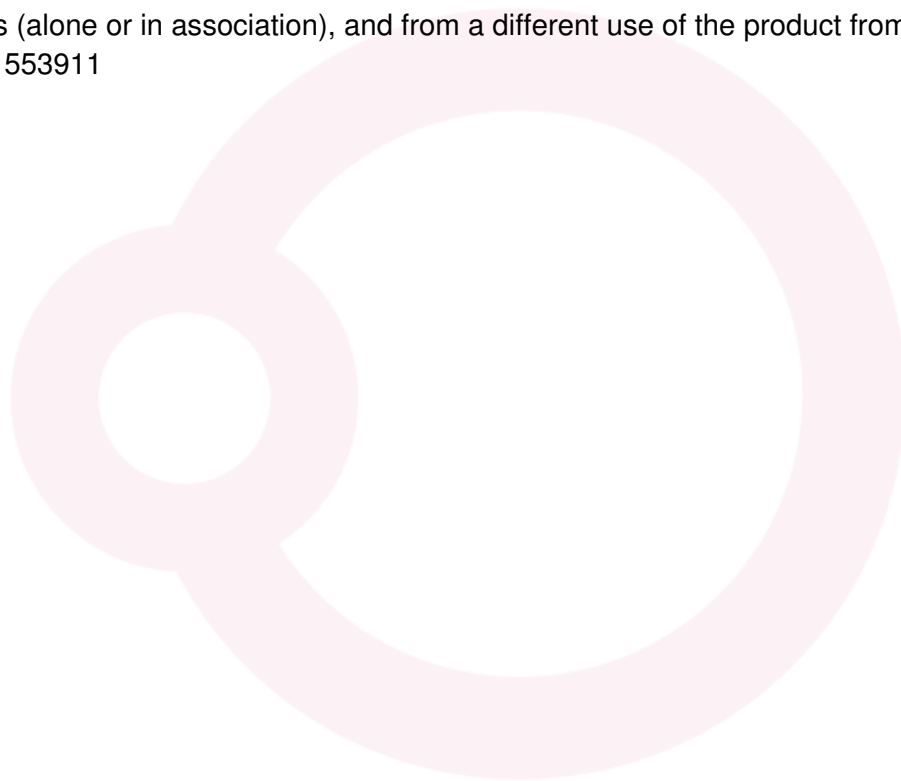 s (alone or in association), and from a different use of the product from
553911